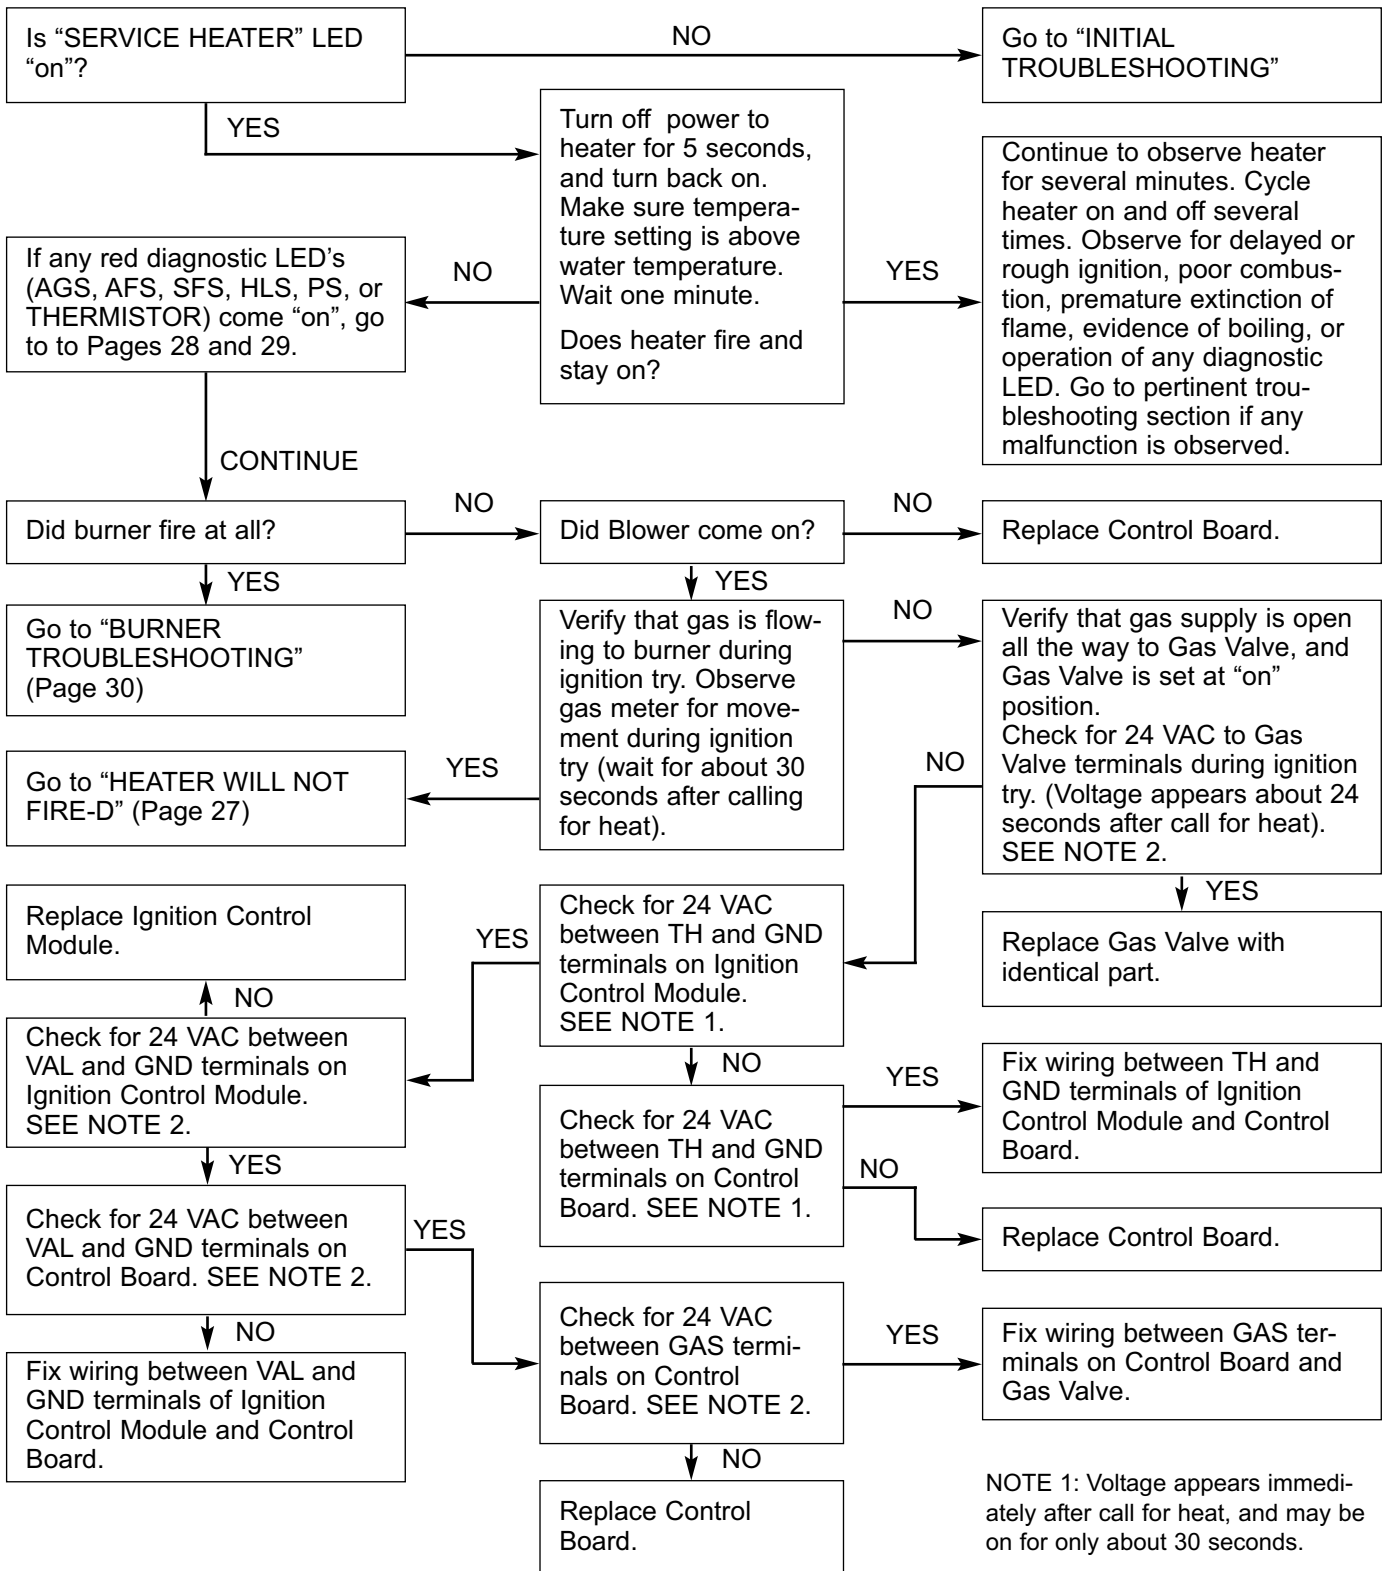 Is “SERVICE HEATER” LED
“on”?
NO
Go to “INITIAL
TROUBLESHOOTING”
YES
Turn off  power to
heater for 5 seconds,
and turn back on.
Make sure tempera-
ture setting is above
water temperature.
Wait one minute.
Does heater fire and
stay on?
YES
Continue to observe heater
for several minutes. Cycle
heater on and off several
times. Observe for delayed or
rough ignition, poor combus-
tion, premature extinction of
flame, evidence of boiling, or
operation of any diagnostic
LED. Go to pertinent trou-
bleshooting section if any
malfunction is observed.
NO
If any red diagnostic LED’s
(AGS, AFS, SFS, HLS, PS, or
THERMISTOR) come “on”, go
to to Pages 28 and 29.
CONTINUE
Did burner fire at all?
NO
Did Blower come on?
NO
Replace Control Board.
YES
Go to “BURNER
TROUBLESHOOTING”
(Page 30)
YES
Verify that gas is flow-
ing to burner during
ignition try. Observe
gas meter for move-
ment during ignition
try (wait for about 30
seconds after calling
for heat).
NO
Verify that gas supply is open
all the way to Gas Valve, and
Gas Valve is set at “on”
position.
Check for 24 VAC to Gas
Valve terminals during ignition
try. (Voltage appears about 24
seconds after call for heat).
SEE NOTE 2.
YES
Go to “HEATER WILL NOT
FIRE-D” (Page 27)
NO
YES
Replace Gas Valve with
identical part.
Check for 24 VAC
between TH and GND
terminals on Ignition
Control Module.
SEE NOTE 1.
YES
Replace Ignition Control
Module.
NO
Check for 24 VAC between
VAL and GND terminals on
Ignition Control Module.
SEE NOTE 2.
NO
Check for 24 VAC
between TH and GND
terminals on Control
Board. SEE NOTE 1.
YES
Fix wiring between TH and
GND terminals of Ignition
Control Module and Control
Board.
NO
Replace Control Board.
YES
Check for 24 VAC between
VAL and GND terminals on
Control Board. SEE NOTE 2.
YES
Check for 24 VAC
between GAS termi-
nals on Control
Board. SEE NOTE 2.
YES
Fix wiring between GAS ter-
minals on Control Board and
Gas Valve.
NO
Fix wiring between VAL and
GND terminals of Ignition
Control Module and Control
Board.
NO
Replace Control
Board.
NOTE 1: Voltage appears immedi-
ately after call for heat, and may be
on for only about 30 seconds.